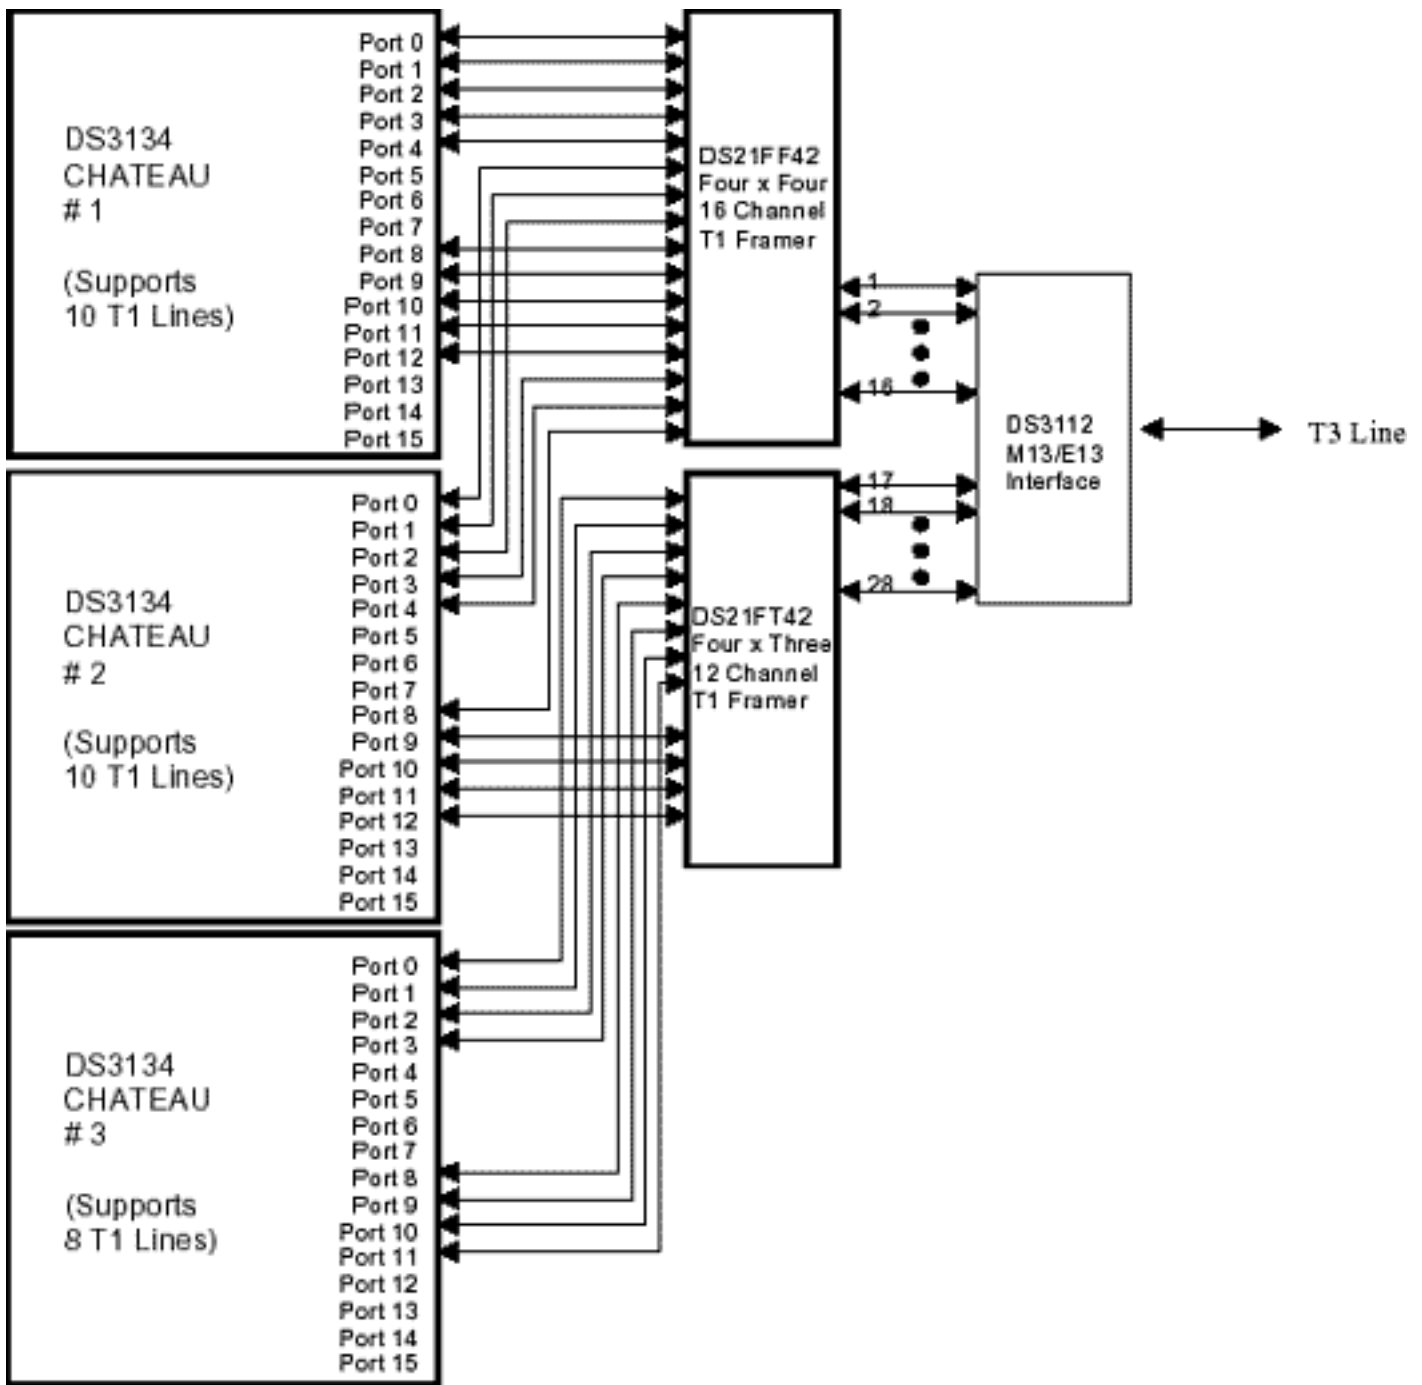 DS3134
CHATEAU
# 1
(Supports
10 T1 Lines)
Port 0
Port 1
Port 2
Port 3
Port 4
Port 5
Port 6
Port 7
Port 8
Port 9
Port 10
Port 11
Port 12
Port 13
Port 14
Port 15
DS21FF42
Four x Four
16 Channel
T1 Framer
1
2
16
DS3112
M13/E13
Interface
T3 Line
DS3134
CHATEAU
# 2
(Supports
10 T1 Lines)
Port 0
Port 1
Port 2
Port 3
Port 4
Port 5
Port 6
Port 7
Port 8
Port 9
Port 10
Port 11
Port 12
Port 13
Port 14
Port 15
DS21FT42
Four x Three
12 Channel
T1 Framer
17
18
28
DS3134
CHATEAU
# 3
(Supports
8 T1 Lines)
Port 0
Port 1
Port 2
Port 3
Port 4
Port 5
Port 6
Port 7
Port 8
Port 9
Port 10
Port 11
Port 12
Port 13
Port 14
Port 15